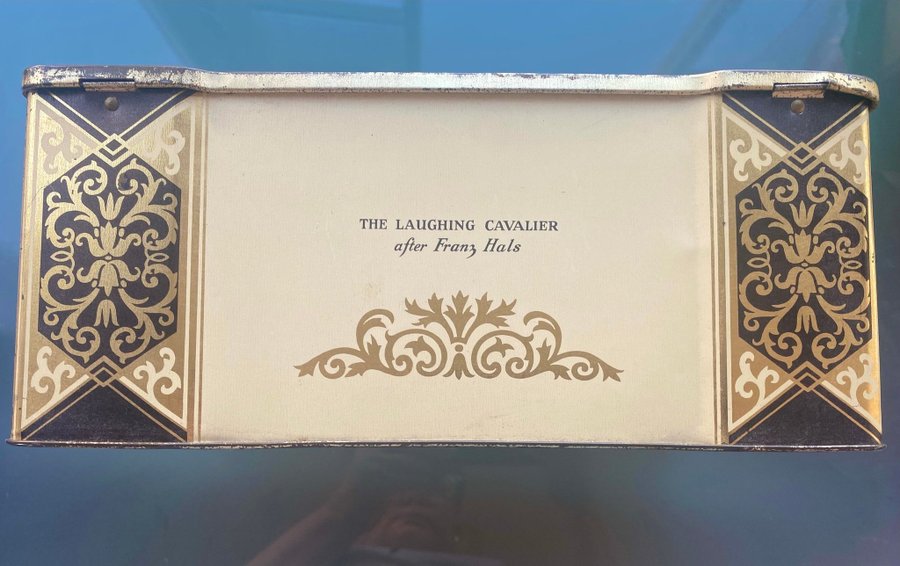 THE LAUGHING CAVALIER
after Franz Hals